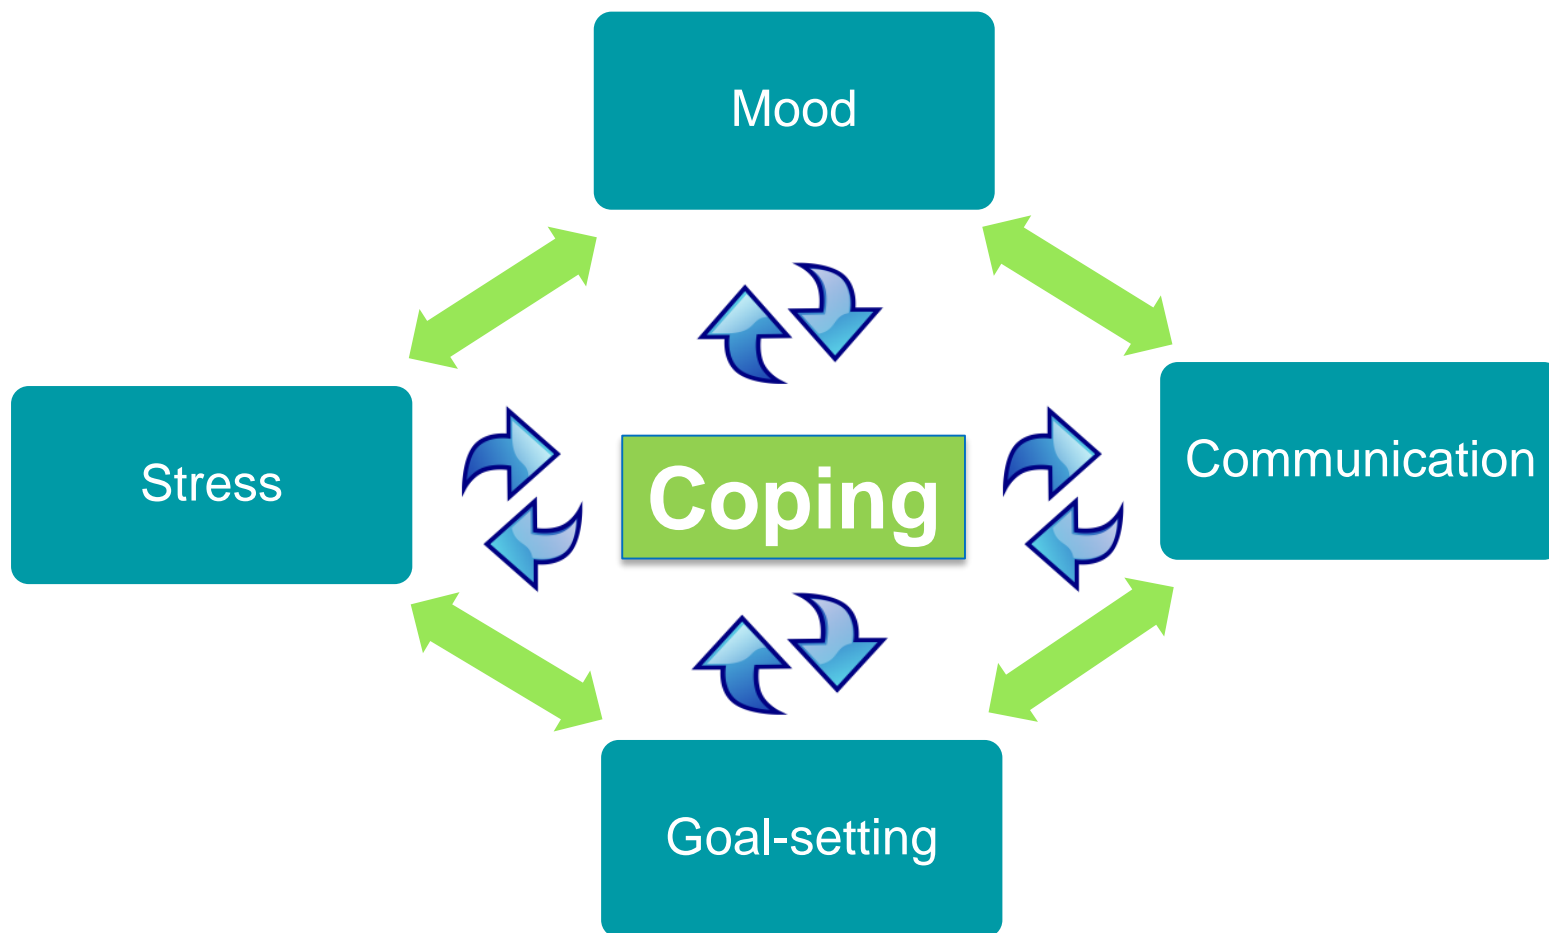 Mood
Stress
Coping
Communication
Goal-setting